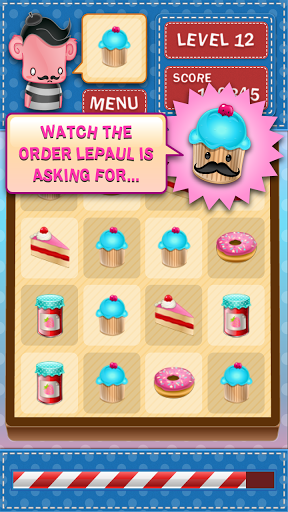 LEVEL 12
SCORE
MENU
WATCH THE
ORDER LEPAUL IS
ASKING FOR...